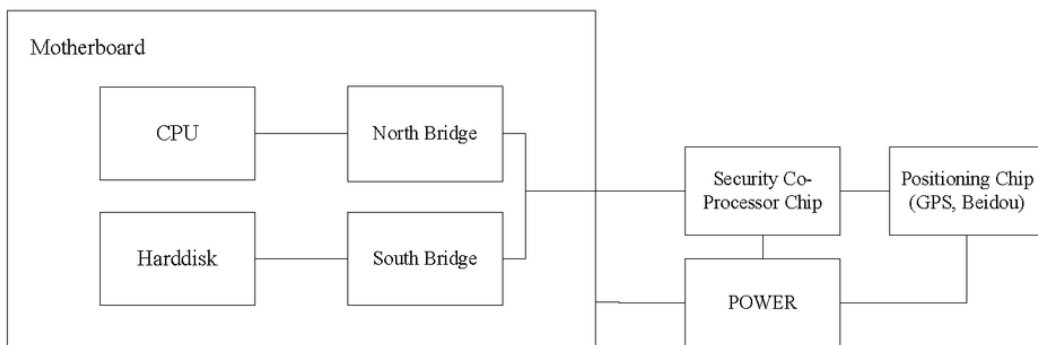 Motherboard
CPU
North Bridge
Harddisk
South Bridge
Security Co-
Processor Chip
Positioning Chip
(GPS, Beidou)
POWER